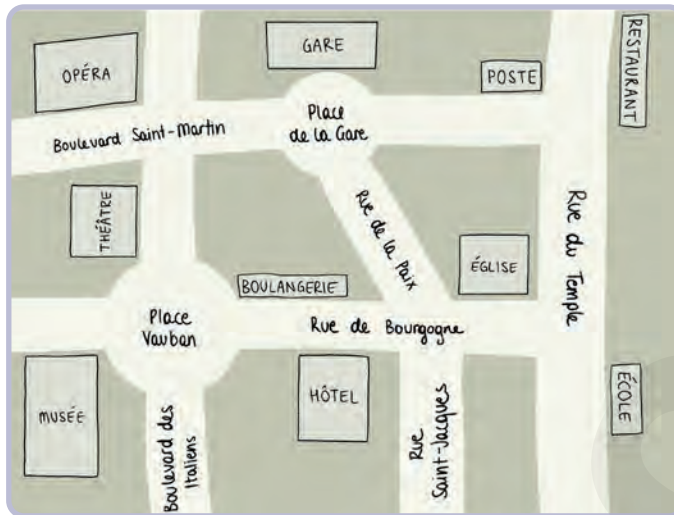 OPÉRA
GARE
POSTE
RESTAURANT
Boulevard Saint-Martin
Place
de la Gare
THÉÂTRE
Rue de la Paix
Rue du Temple
ÉGLISE
BOULANGERIE
Place
Vauban
Rue de Bourgogne
MUSÉE
Boulevard des
Italiens
HÔTEL
Rue
Saint-Jacques
ÉCOLE